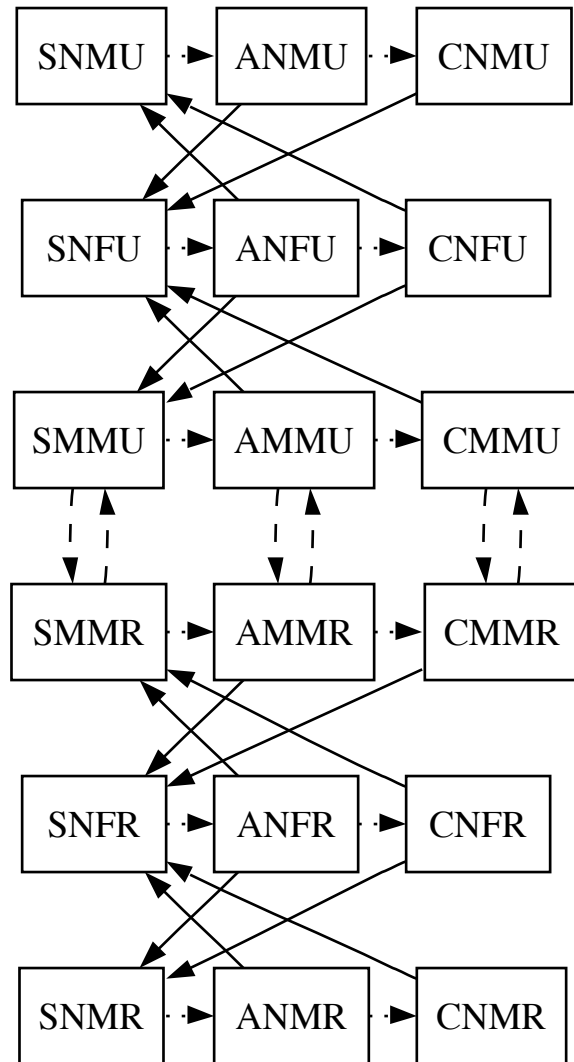 SNMU ANMU CNMU
SNFU ANFU CNFU
SMMU AMMU CMMU
SMMR AMMR CMMR
SNFR ANFR CNFR
SNMR ANMR CNMR